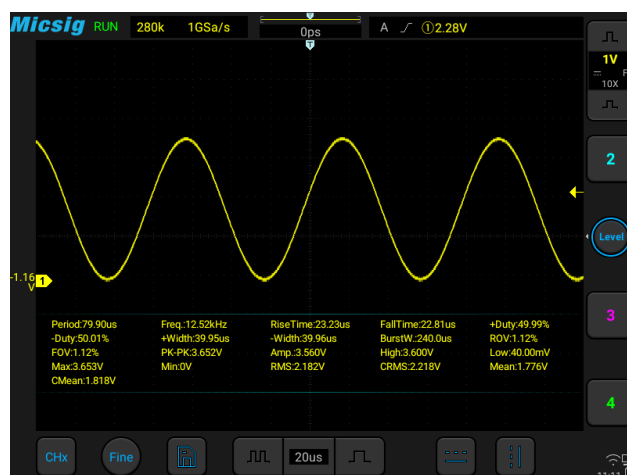 Micsig RUN 280k 1GSa/s 0ps A ①2.28V
T
1V
10X
2
Level
-1.16
V
1
3
Period:79.90us Freq.:12.52kHz RiseTime:23.23us FallTime:22.81us +Duty:49.99%
-Duty:50.01% +Width:39.95us -Width:39.96us BurstW.:240.0us ROV:1.12%
FOV:1.12% PK-PK:3.652V Amp.:3.560V High:3.600V Low:40.00mV
Max:3.653V Min:0V RMS:2.182V CRMS:2.218V Mean:1.776V
CMean:1.818V
4
CHx Fine 20us